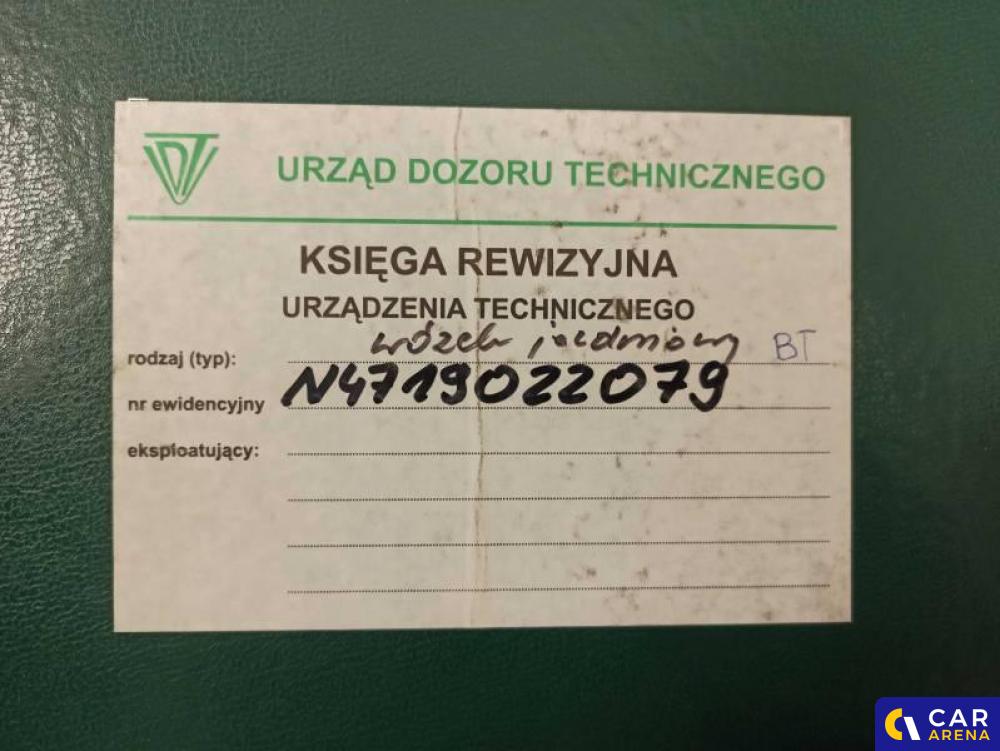 UDT
URZĄD DOZORU TECHNICZNEGO
KSIĘGA REWIZYJNA
URZĄDZENIA TECHNICZNEGO
rodzaj (typ): wózek jezdniowy BT
nr ewidencyjny N4719022079
eksploatujący:
CAR
ARENA